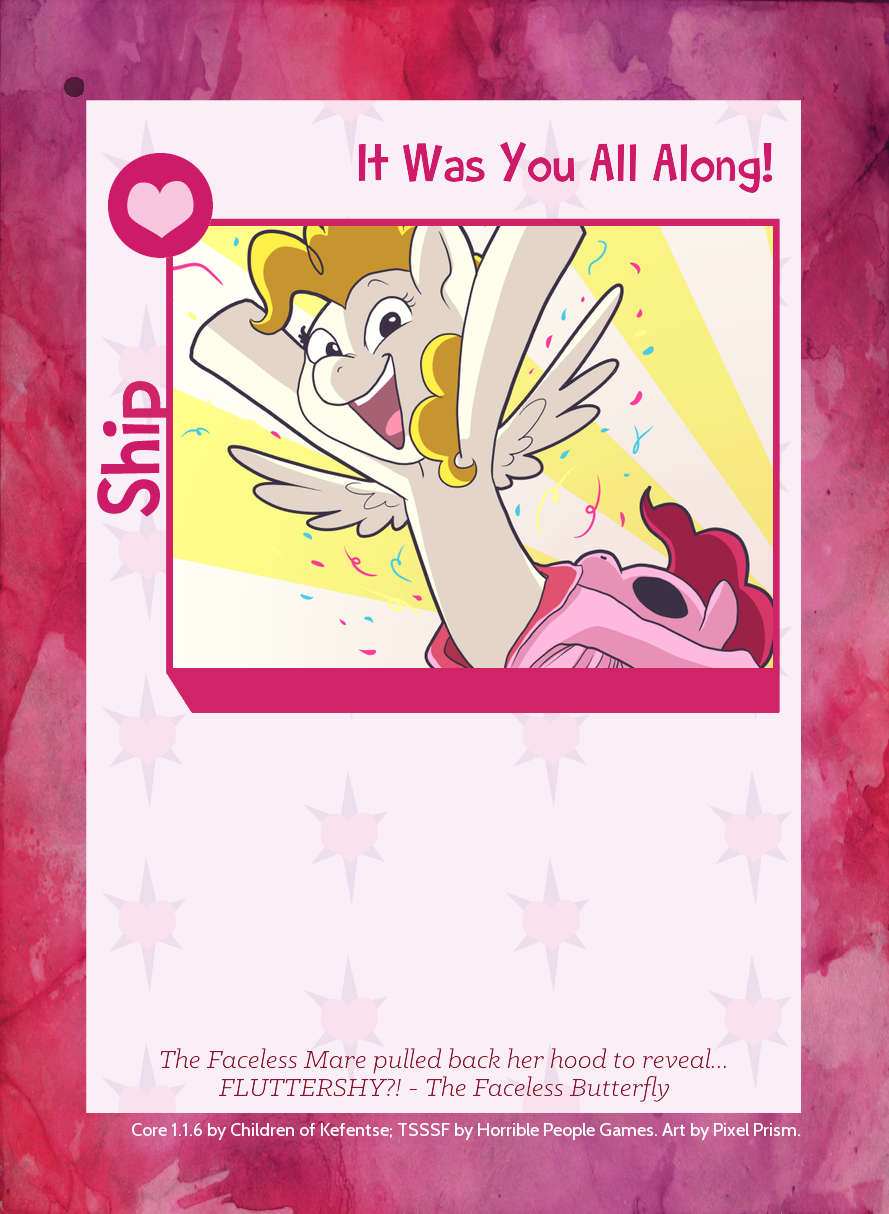 It Was You All Along!
Ship
The Faceless Mare pulled back her hood to reveal...
FLUTTERSHY?! - The Faceless Butterfly
Core 1.1.6 by Children of Kefentse; TSSSF by Horrible People Games. Art by Pixel Prism.